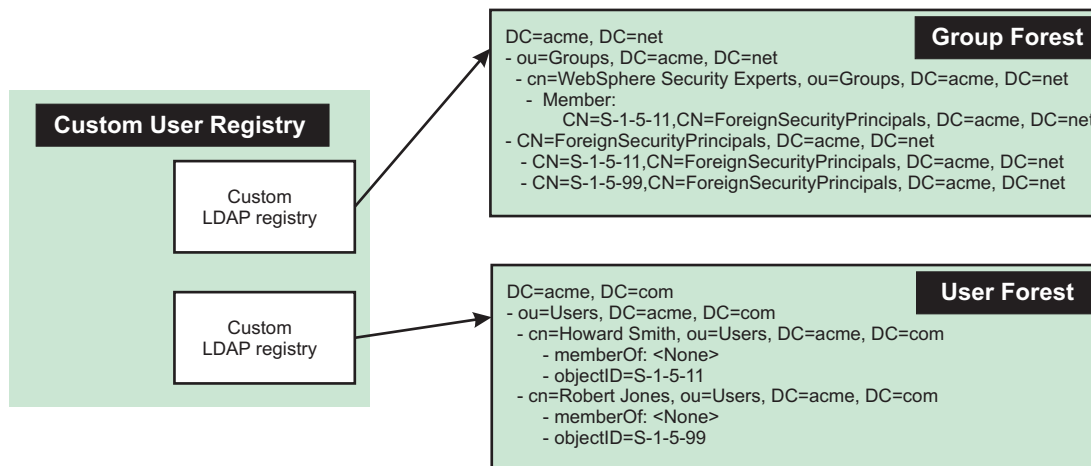 Custom User Registry
Custom
LDAP registry
Custom
LDAP registry
Group Forest
DC=acme, DC=net
- ou=Groups, DC=acme, DC=net
- cn=WebSphere Security Experts, ou=Groups, DC=acme, DC=net
- Member:
CN=S-1-5-11,CN=ForeignSecurityPrincipals, DC=acme, DC=net
- CN=ForeignSecurityPrincipals, DC=acme, DC=net
- CN=S-1-5-11,CN=ForeignSecurityPrincipals, DC=acme, DC=net
- CN=S-1-5-99,CN=ForeignSecurityPrincipals, DC=acme, DC=net
User Forest
DC=acme, DC=com
- ou=Users, DC=acme, DC=com
- cn=Howard Smith, ou=Users, DC=acme, DC=com
- memberOf: <None>
- objectID=S-1-5-11
- cn=Robert Jones, ou=Users, DC=acme, DC=com
- memberOf: <None>
- objectID=S-1-5-99